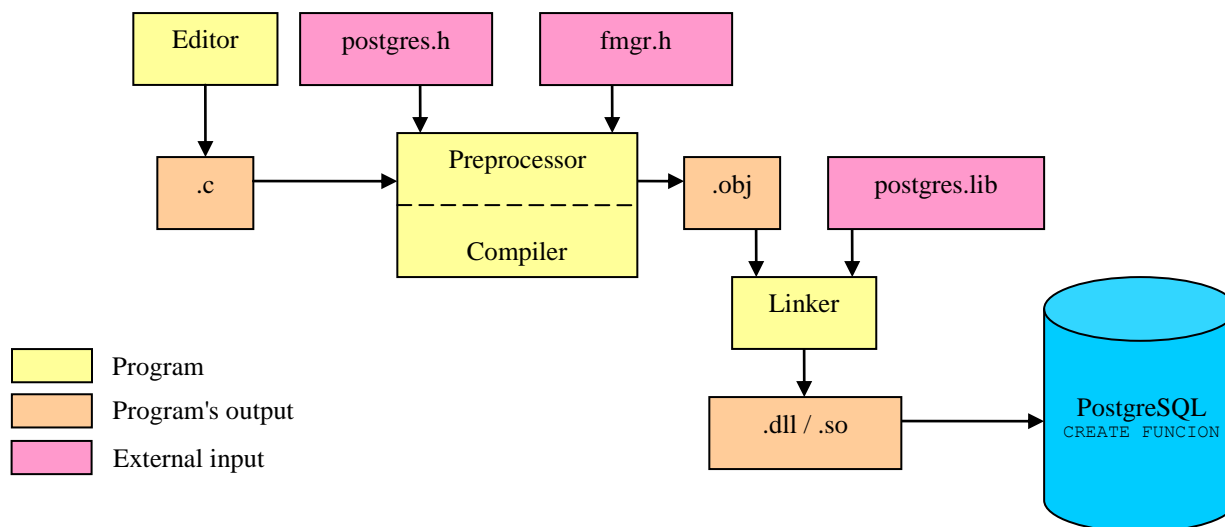 Editor
postgres.h
fmgr.h
.c
Preprocessor
Compiler
.obj
postgres.lib
Linker
Program
Program's output
External input
.dll / .so
PostgreSQL
CREATE FUNCION